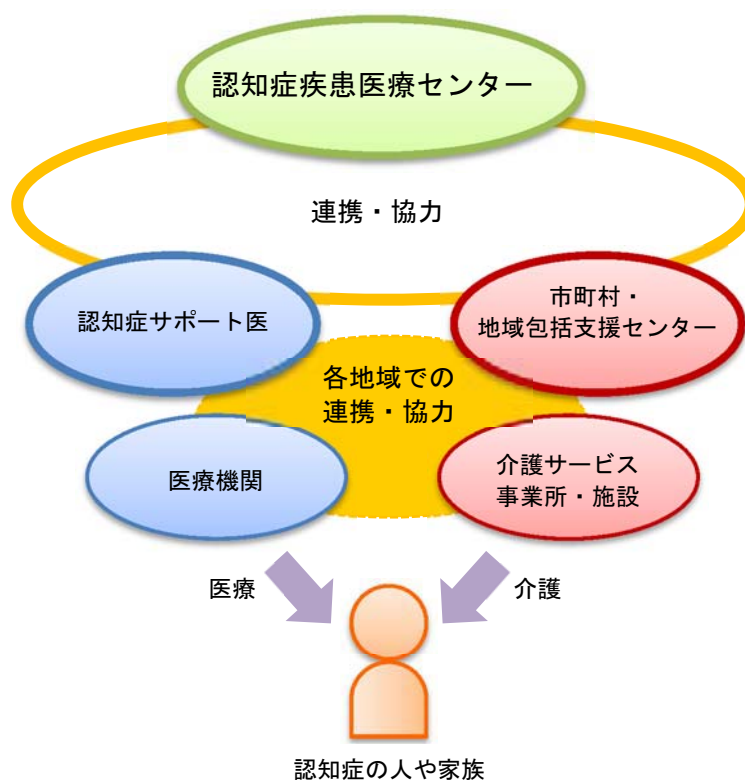 認知症疾患医療センター
連携・協力
認知症サポート医
市町村・
地域包括支援センター
各地域での
連携・協力
医療機関
介護サービス
事業所・施設
医療
介護
認知症の人や家族